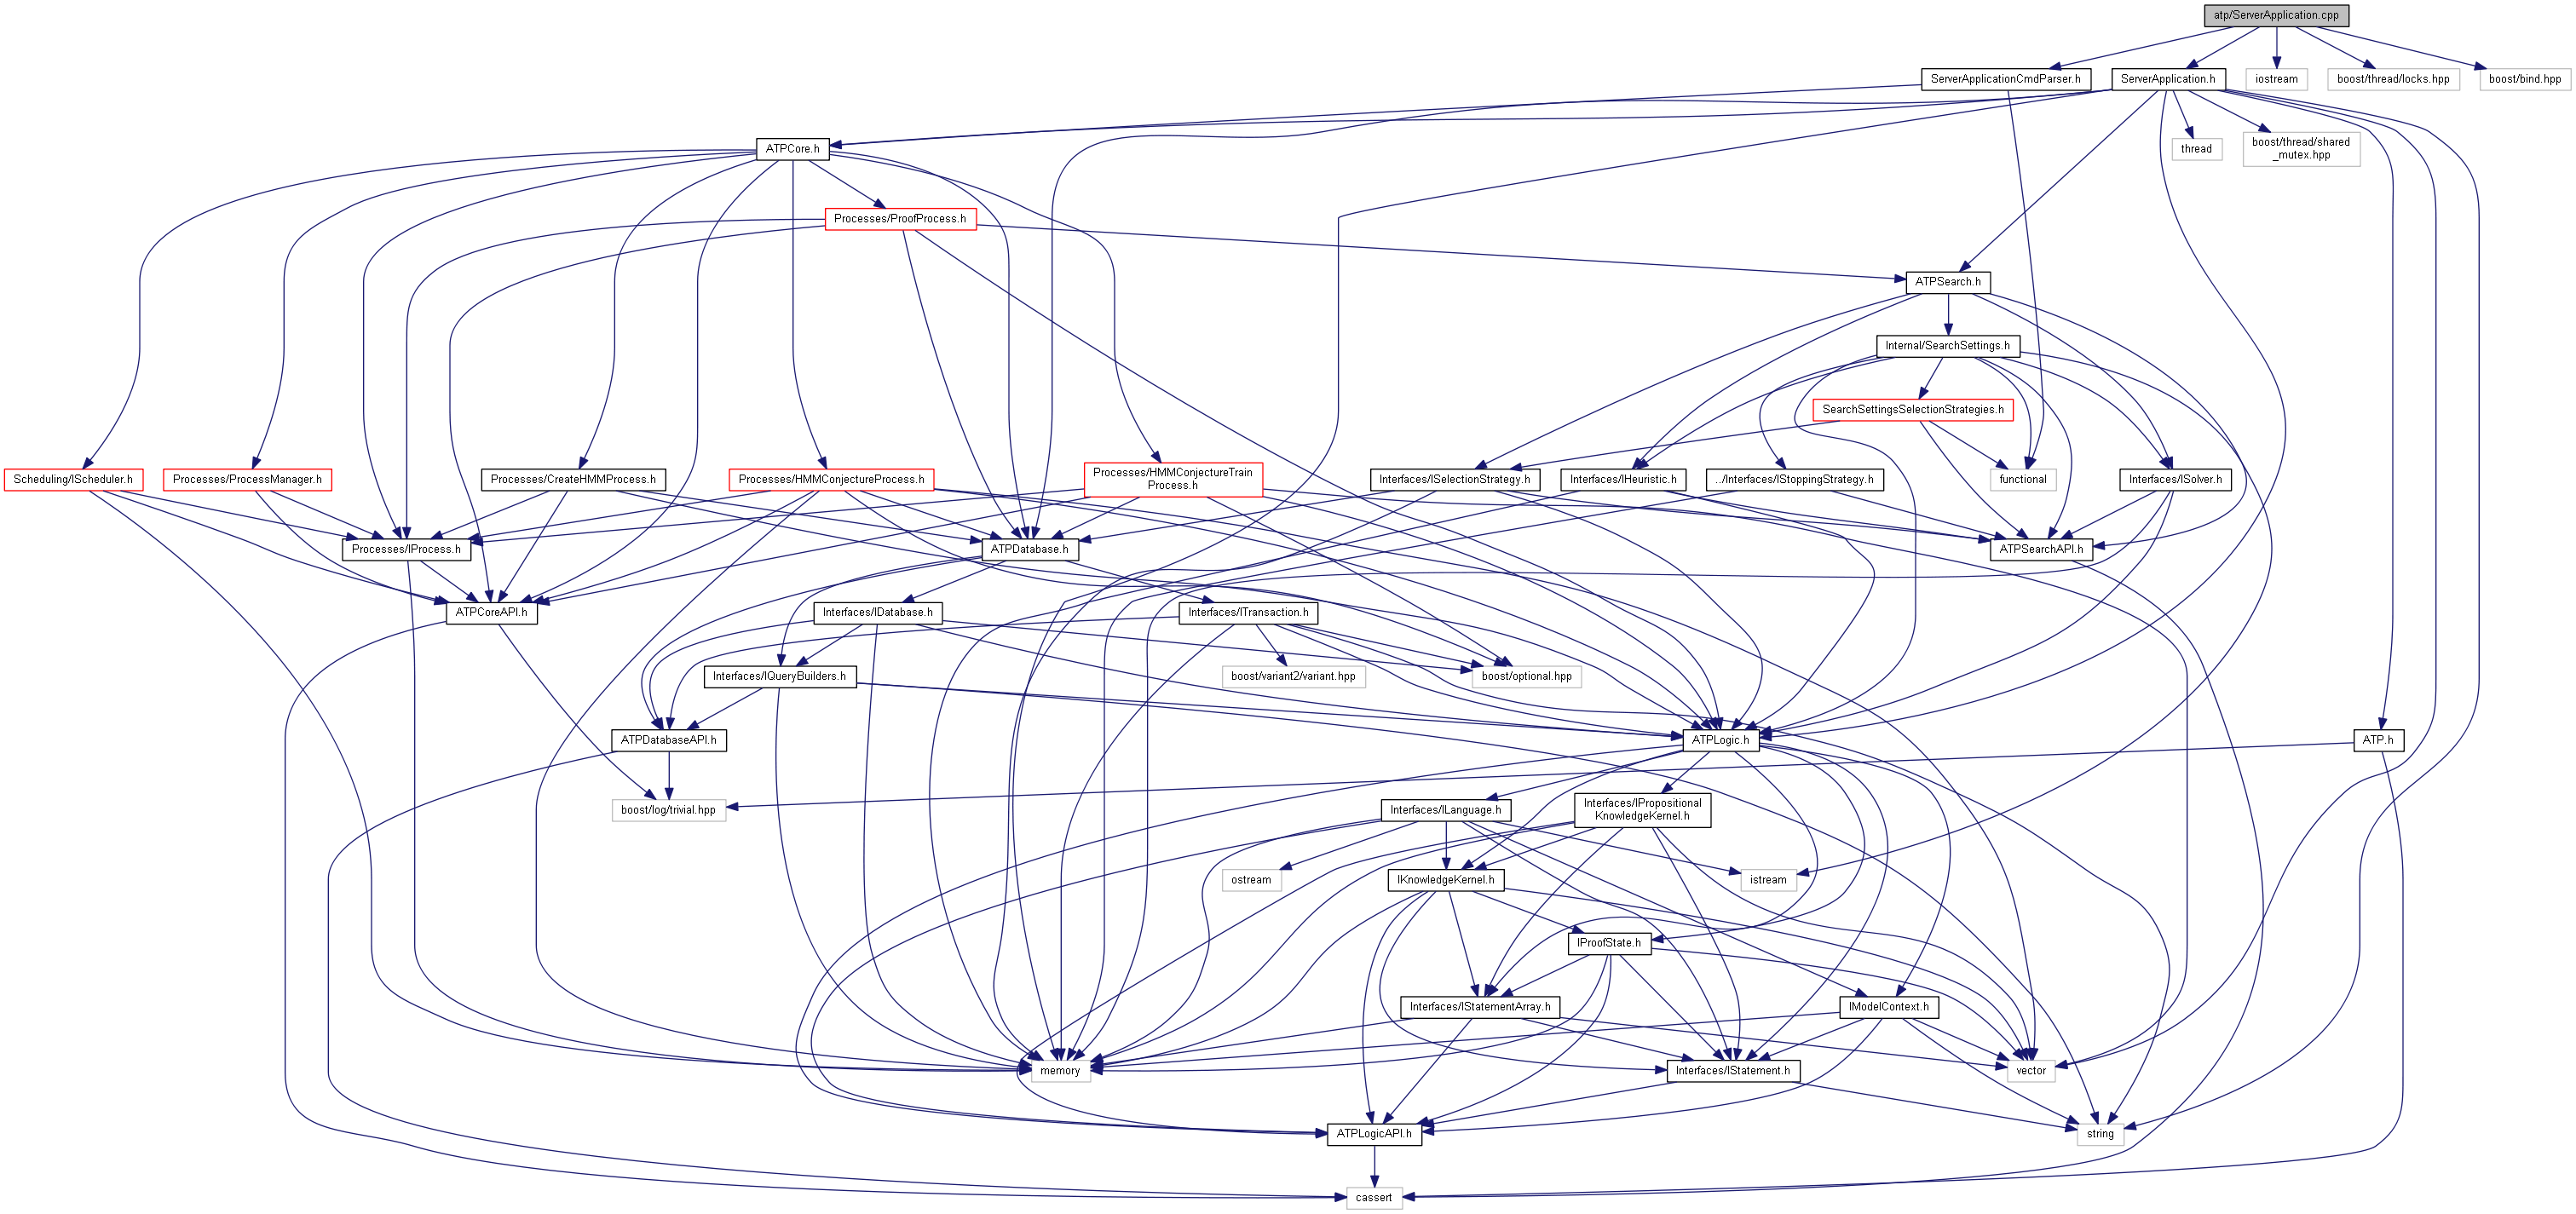 atp/ServerApplication.cpp
ServerApplicationCmdParser.h
ServerApplication.h
iostream
boost/thread/locks.hpp
boost/bind.hpp
ATPCore.h
thread
boost/thread/shared
_mutex.hpp
Processes/ProofProcess.h
ATPSearch.h
Internal/SearchSettings.h
SearchSettingsSelectionStrategies.h
Scheduling/IScheduler.h
Processes/ProcessManager.h
Processes/CreateHMMProcess.h
Processes/HMMConjectureProcess.h
Processes/HMMConjectureTrain
Process.h
Interfaces/ISelectionStrategy.h
Interfaces/IHeuristic.h
../Interfaces/IStoppingStrategy.h
functional
Interfaces/ISolver.h
Processes/IProcess.h
ATPDatabase.h
ATPSearchAPI.h
ATPCoreAPI.h
Interfaces/IDatabase.h
Interfaces/ITransaction.h
Interfaces/IQueryBuilders.h
boost/variant2/variant.hpp
boost/optional.hpp
ATPDatabaseAPI.h
ATPLogic.h
ATP.h
boost/log/trivial.hpp
Interfaces/ILanguage.h
Interfaces/IPropositional
KnowledgeKernel.h
ostream
IKnowledgeKernel.h
istream
IProofState.h
Interfaces/IStatementArray.h
IModelContext.h
memory
Interfaces/IStatement.h
vector
ATPLogicAPI.h
string
cassert